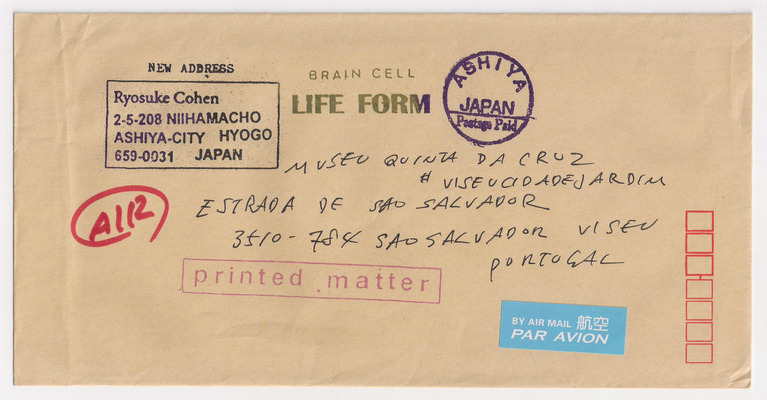 NEW ADDRESS
Ryosuke Cohen
2-5-208 NIIHAMACHO
ASHIYA-CITY HYOGO
659-0031 JAPAN
BRAIN CELL
LIFE FORM
ASHIYA
JAPAN
Postage Paid
MUSEU QUINTA DA CRUZ
# VISEUCIDADEJARDIM
ESTRADA DE SAO SALVADOR
3510-784 SAO SALVADOR VISEU
PORTUGAL
A112
printed matter
BY AIR MAIL 航空
PAR AVION